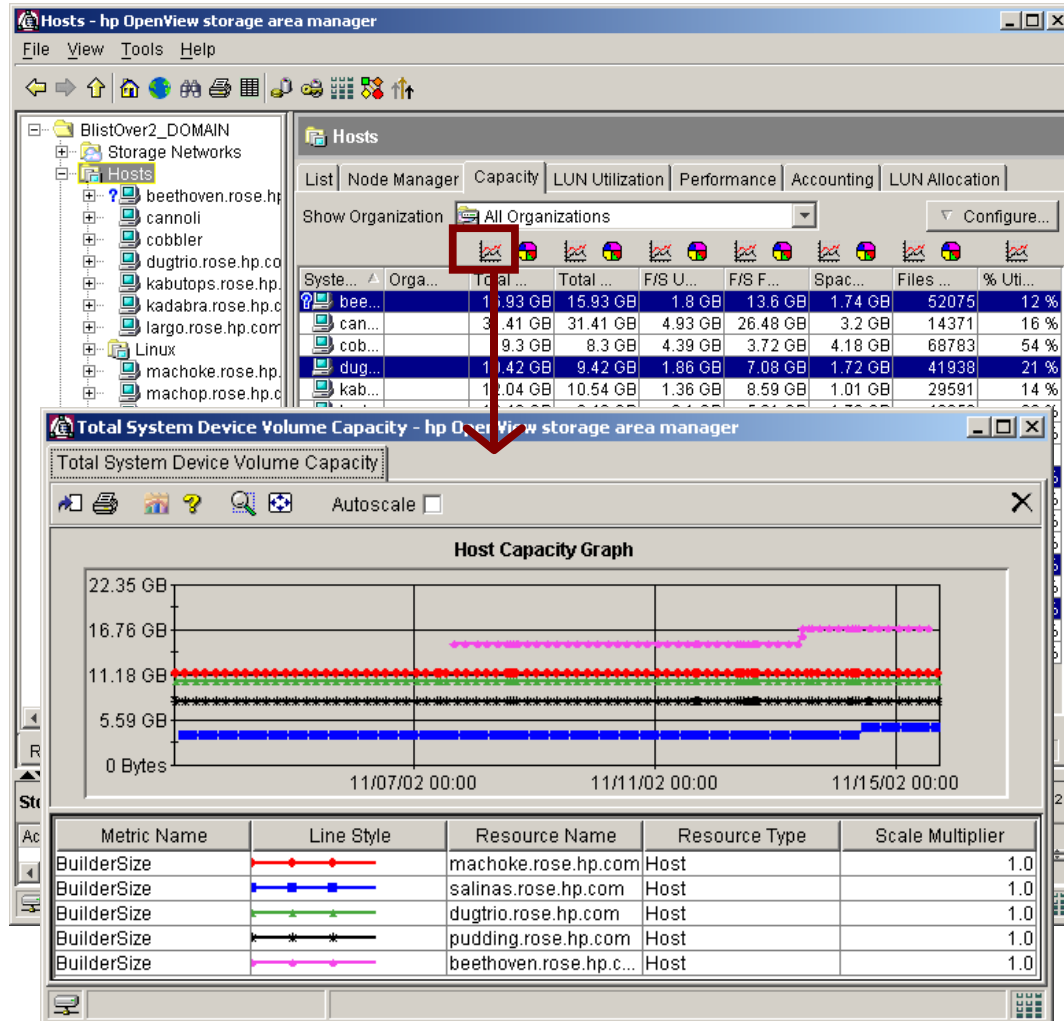 Hosts - hp OpenView storage area manager
File View Tools Help
BlistOver2_DOMAIN
Storage Networks
Hosts
? beethoven.rose.hp
cannoli
cobbler
dugtrio.rose.hp.co
kabutops.rose.hp.
kadabra.rose.hp.c
largo.rose.hp.com
Linux
machoke.rose.hp.
machop.rose.hp.c
Hosts
List Node Manager Capacity LUN Utilization Performance Accounting LUN Allocation
Show Organization All Organizations Configure...
Syste... Orga... Total ... Total ... F/S U... F/S F... Spac... Files ... % Uti...
? bee... 15.93 GB 1.8 GB 13.6 GB 1.74 GB 52075 12 %
can... 31.41 GB 4.93 GB 26.48 GB 3.2 GB 14371 16 %
cob... 9.3 GB 8.3 GB 4.39 GB 3.72 GB 4.18 GB 68783 54 %
dug... 9.42 GB 1.86 GB 7.08 GB 1.72 GB 41938 21 %
kab... 10.54 GB 1.36 GB 8.59 GB 1.01 GB 29591 14 %
Total System Device Volume Capacity - hp OpenView storage area manager
Total System Device Volume Capacity
Autoscale
Host Capacity Graph
22.35 GB
16.76 GB
11.18 GB
5.59 GB
0 Bytes
11/07/02 00:00 11/11/02 00:00 11/15/02 00:00
Metric Name Line Style Resource Name Resource Type Scale Multiplier
BuilderSize machoke.rose.hp.com Host 1.0
BuilderSize salinas.rose.hp.com Host 1.0
BuilderSize dugtrio.rose.hp.com Host 1.0
BuilderSize pudding.rose.hp.com Host 1.0
BuilderSize beethoven.rose.hp.c... Host 1.0